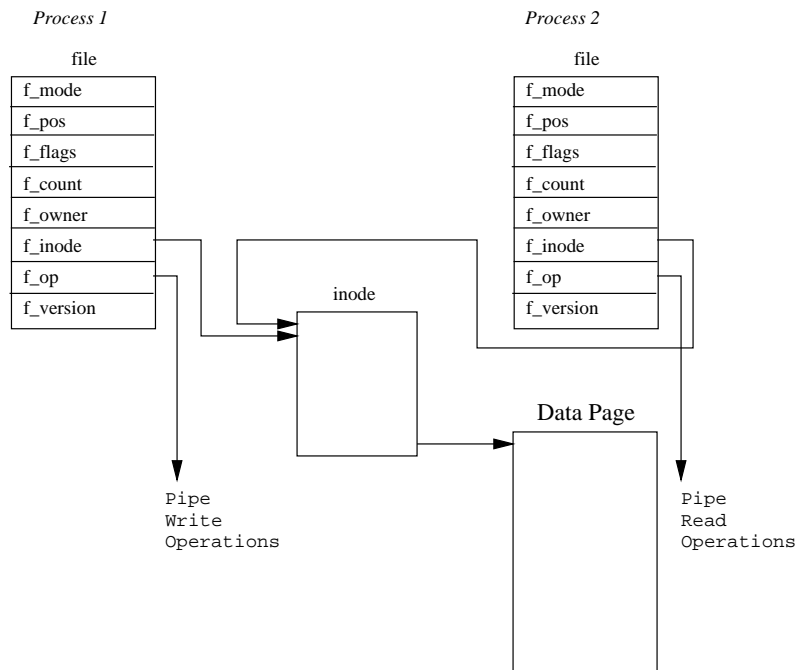 Process 1
file
f_mode
f_pos
f_flags
f_count
f_owner
f_inode
f_op
f_version
Process 2
file
f_mode
f_pos
f_flags
f_count
f_owner
f_inode
f_op
f_version
inode
Data Page
Pipe
Write
Operations
Pipe
Read
Operations